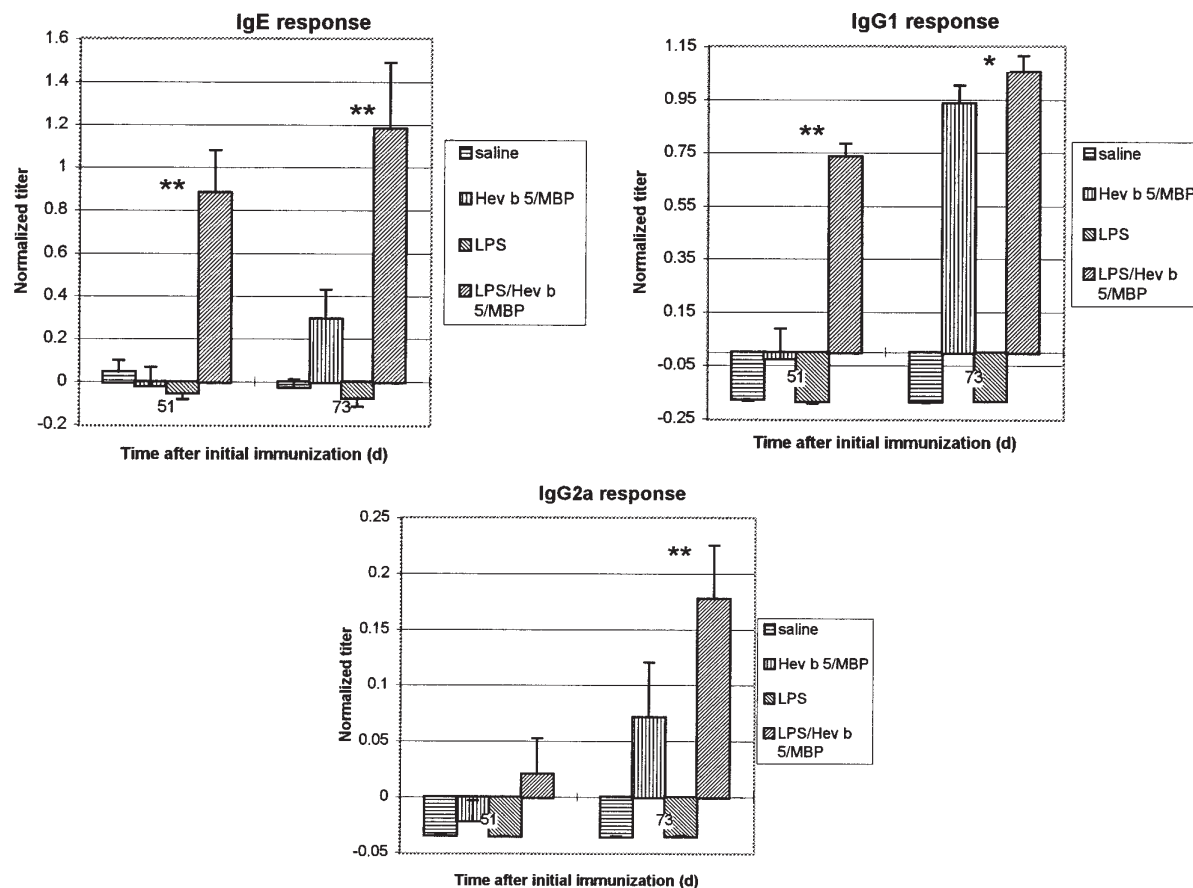 IgE response
1.6
1.4
1.2
1
0.8
0.6
0.4
0.2
0
-0.2
Normalized titer
**
**
51
73
Time after initial immunization (d)
saline
Hev b 5/MBP
LPS
LPS/Hev b
5/MBP
IgG1 response
1.15
0.95
0.75
0.55
0.35
0.15
-0.05
-0.25
Normalized titer
**
*
51
73
Time after initial immunization (d)
saline
Hev b 5/MBP
LPS
LPS/Hev b
5/MBP
IgG2a response
0.25
0.2
0.15
0.1
0.05
0
-0.05
Normalized titer
**
51
73
Time after initial immunization (d)
saline
Hev b 5/MBP
LPS
LPS/Hev b
5/MBP